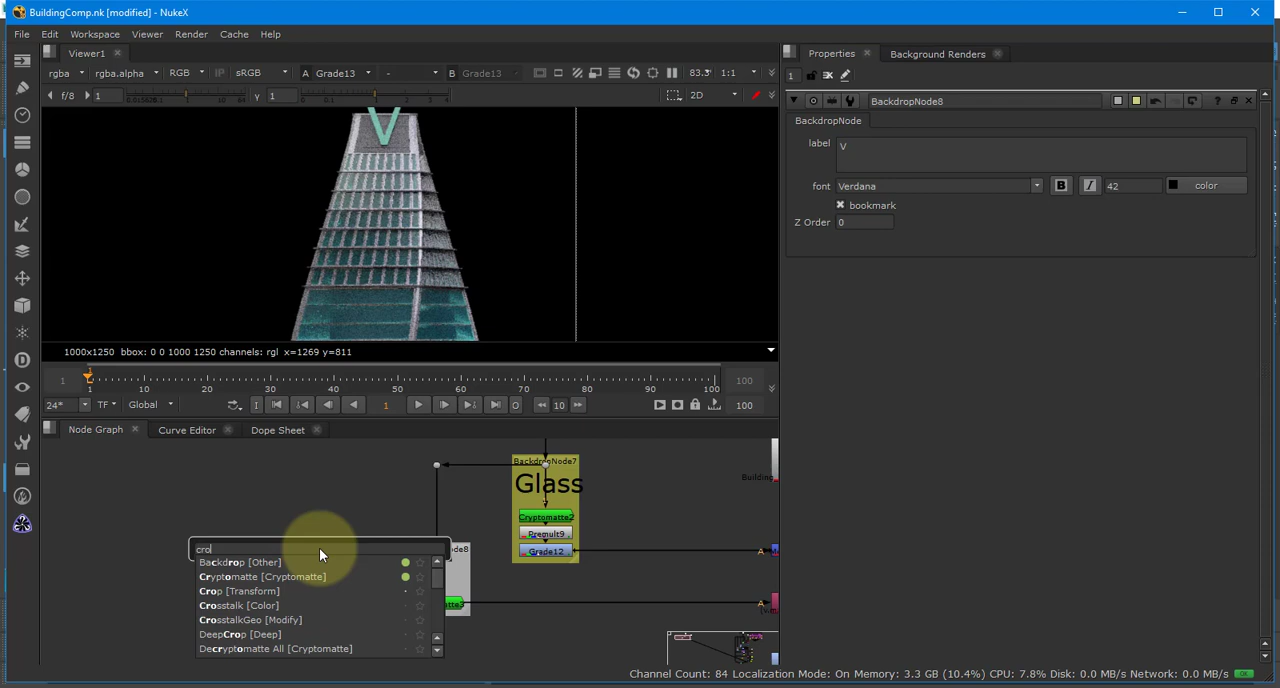 BuildingComp.nk [modified] - NukeX
File Edit Workspace Viewer Render Cache Help
Viewer1
Properties
Background Renders
rgba rgba.alpha RGB IP sRGB A Grade13 - B Grade13 83.3 1:1
1
f/8 1 y 1 2D
BackdropNode8
BackdropNode
label V
font Verdana B I 42 color
bookmark
Z Order 0
V
1000x1250 bbox: 0 0 1000 1250 channels: rgl x=1269 y=811
1 1 10 20 30 40 50 60 70 80 90 100 100
24* TF Global I 1 O 10 100
Node Graph Curve Editor Dope Sheet
BackdropNode7
Glass
Cryptomatte2
Premult9
Grade12
Building
A
A
cro
Backdrop [Other]
Cryptomatte [Cryptomatte]
Crop [Transform]
Crosstalk [Color]
CrosstalkGeo [Modify]
DeepCrop [Deep]
Decryptomatte All [Cryptomatte]
Channel Count: 84 Localization Mode: On Memory: 3.3 GB (10.4%) CPU: 7.8% Disk: 0.0 MB/s Network: 0.0 MB/s